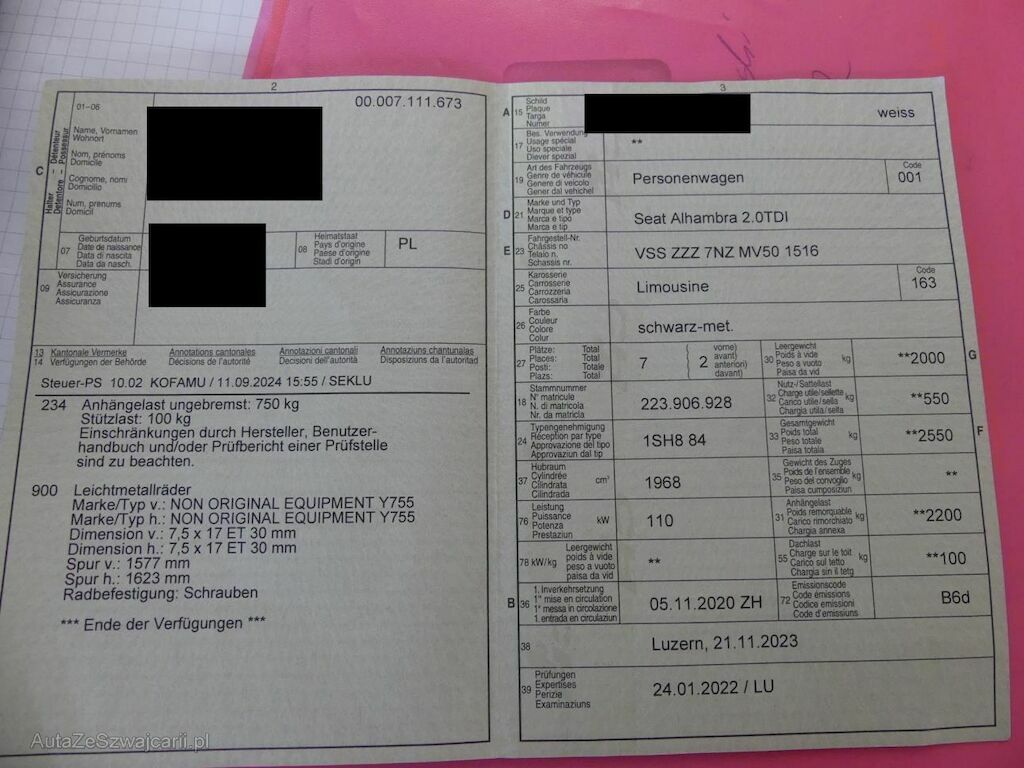 2
00.007.111.673
01-06
Name, Vornamen
Wohnort
Nom, prénoms
Domicile
Cognome, nomi
Domicilio
Num, prenums
Domicil
C
Halter - Détenteur
Detentore - Possessur
07
Geburtsdatum
Date de naissance
Data di nascita
Data da nasch.
08
Heimatstaat
Pays d'origine
Paese d'origine
Stadi d'origin
PL
09
Versicherung
Assurance
Assicurazione
Assicuranza
13 Kantonale Vermerke Annotations cantonales Annotazioni cantonali Annotaziuns chantunalas
14 Verfügungen der Behörde Décisions de l'autorité Decisioni dell'autorità Disposiziuns da l'autoritad
Steuer-PS 10.02 KOFAMU / 11.09.2024 15:55 / SEKLU
234 Anhängelast ungebremst: 750 kg
Stützlast: 100 kg
Einschränkungen durch Hersteller, Benutzer-
handbuch und/oder Prüfbericht einer Prüfstelle
sind zu beachten.
900 Leichtmetallräder
Marke/Typ v.: NON ORIGINAL EQUIPMENT Y755
Marke/Typ h.: NON ORIGINAL EQUIPMENT Y755
Dimension v.: 7,5 x 17 ET 30 mm
Dimension h.: 7,5 x 17 ET 30 mm
Spur v.: 1577 mm
Spur h.: 1623 mm
Radbefestigung: Schrauben
*** Ende der Verfügungen ***
AutaZeSzwajcarii.pl
3
A 15
Schild
Plaque
Targa
Numer
weiss
17
Bes. Verwendung
Usage spécial
Uso speciale
Diever spezial
**
19
Art des Fahrzeugs
Genre de véhicule
Genere di veicolo
Gener dal vehichel
Personenwagen
Code
001
D 21
Marke und Typ
Marque et type
Marca e tipo
Marca e tip
Seat Alhambra 2.0TDI
E 23
Fahrgestell-Nr.
Châssis no
Telaio n.
Schassis nr.
VSS ZZZ 7NZ MV50 1516
25
Karosserie
Carrosserie
Carrozzeria
Carossaria
Limousine
Code
163
26
Farbe
Couleur
Colore
Colur
schwarz-met.
27
Plätze: Total
Places: Total
Posti: Totale
Plazs: Total
7
( vorne)
avant)
anteriori)
( davant)
2
30
Leergewicht
Poids à vide
Peso a vuoto
Paisa da vid
kg
**2000
G
18
Stammnummer
N° matricule
N. di matricola
Nr. da matricla
223.906.928
32
Nutz-/Sattellast
Charge utile/sellette
Carico utile/sella
Chargia utila/sella
kg
**550
24
Typengenehmigung
Réception par type
Approvazione del tipo
Approvaziun dal tip
1SH8 84
33
Gesamtgewicht
Poids total
Peso totale
Paisa totala
kg
**2550
F
37
Hubraum
Cylindrée
Cilindrata
Cilindrada
cm³
1968
35
Gewicht des Zuges
Poids de l'ensemble
Peso del convoglio
Paisa cumposiziun
kg
**
76
Leistung
Puissance
Potenza
Prestaziun
kW
110
31
Anhängelast
Poids remorquable
Carico rimorchiato
Chargia annexa
kg
**2200
78 kW/kg
Leergewicht
poids à vide
peso a vuoto
paisa da vid
**
55
Dachlast
Charge sur le toit
Carico sul tetto
Chargia sin il tetg
kg
**100
B 36
1. Inverkehrsetzung
1re mise en circulation
1a messa in circolazione
1. entrada en circulaziun
05.11.2020 ZH
72
Emissionscode
Code émissions
Codice emissioni
Code d'emissiuns
B6d
38
Luzern, 21.11.2023
39
Prüfungen
Expertises
Perizie
Examinaziuns
24.01.2022 / LU